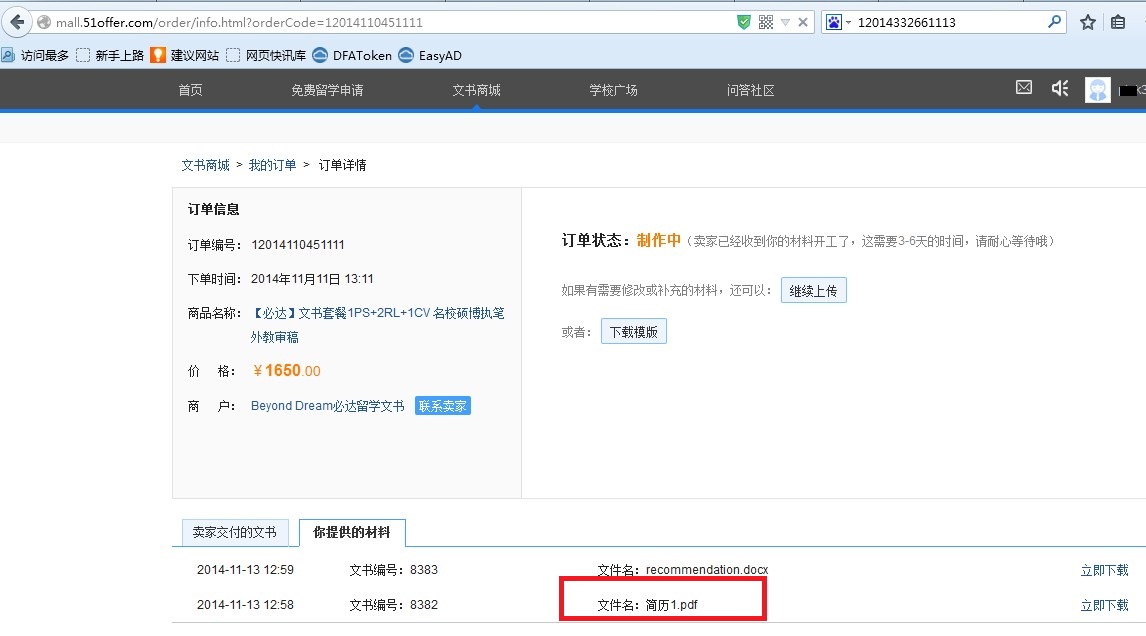 mall.51offer.com/order/info.html?orderCode=12014110451111
12014332661113
访问最多 新手上路 建议网站 网页快讯库 DFAToken EasyAD
首页 免费留学申请 文书商城 学校广场 问答社区
文书商城 > 我的订单 > 订单详情
订单信息
订单编号: 12014110451111
下单时间: 2014年11月11日 13:11
商品名称: 【必达】文书套餐1PS+2RL+1CV 名校硕博执笔
外教审稿
价 格: ¥1650.00
商 户: Beyond Dream必达留学文书 联系卖家
订单状态:制作中(卖家已经收到你的材料开工了,这需要3-6天的时间,请耐心等待哦)
如果有需要修改或补充的材料,还可以: 继续上传
或者: 下载模版
卖家交付的文书 你提供的材料
2014-11-13 12:59 文书编号:8383 文件名:recommendation.docx 立即下载
2014-11-13 12:58 文书编号:8382 文件名:简历1.pdf 立即下载